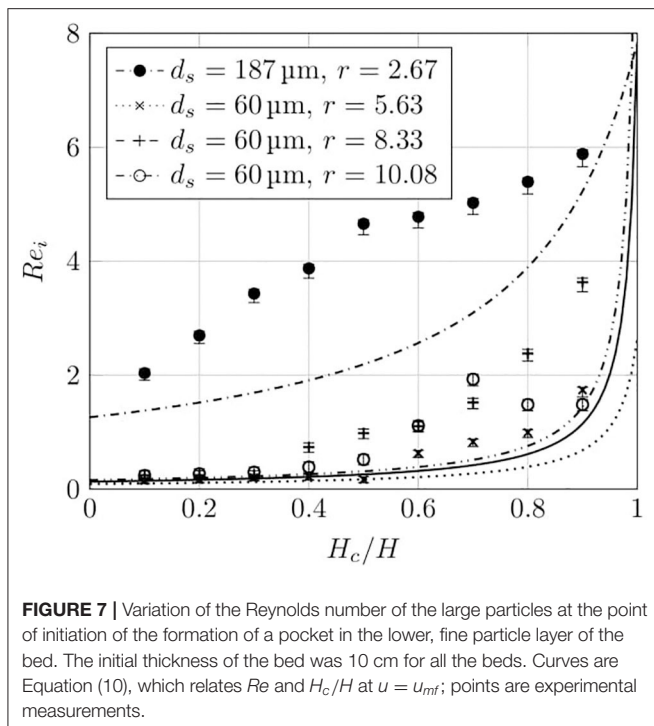 8
6
4
2
0
Re_i
d_s = 187 µm, r = 2.67
d_s = 60 µm, r = 5.63
d_s = 60 µm, r = 8.33
d_s = 60 µm, r = 10.08
0 0.2 0.4 0.6 0.8 1
H_c/H
FIGURE 7 | Variation of the Reynolds number of the large particles at the point
of initiation of the formation of a pocket in the lower, fine particle layer of the
bed. The initial thickness of the bed was 10 cm for all the beds. Curves are
Equation (10), which relates Re and H_c/H at u = u_mf; points are experimental
measurements.